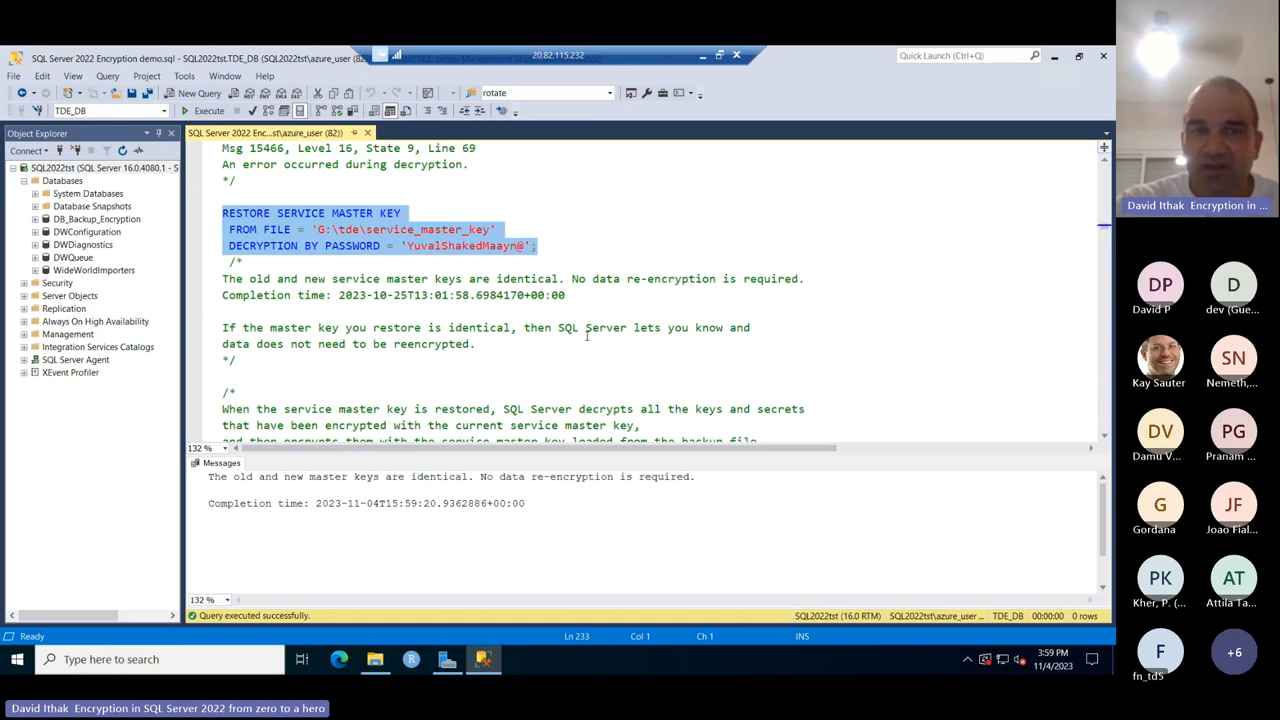 SQL Server 2022 Encryption demo.sql - SQL2022tst.TDE_DB (SQL2022tst\azure_user (82
20.82.115.232
Quick Launch (Ctrl+Q)
File Edit View Query Project Tools Window Help
New Query
rotate
TDE_DB
Execute
Object Explorer
SQL Server 2022 Enc...st\azure_user (82))
Connect
SQL2022tst (SQL Server 16.0.4080.1 - S
Databases
System Databases
Database Snapshots
DB_Backup_Encryption
DWConfiguration
DWDiagnostics
DWQueue
WideWorldImporters
Security
Server Objects
Replication
Always On High Availability
Management
Integration Services Catalogs
SQL Server Agent
XEvent Profiler
Msg 15466, Level 16, State 9, Line 69
An error occurred during decryption.
*/
RESTORE SERVICE MASTER KEY
FROM FILE = 'G:\tde\service_master_key'
DECRYPTION BY PASSWORD = 'YuvalShakedMaayn@';
/*
The old and new service master keys are identical. No data re-encryption is required.
Completion time: 2023-10-25T13:01:58.6984170+00:00
If the master key you restore is identical, then SQL Server lets you know and
data does not need to be reencrypted.
*/
/*
When the service master key is restored, SQL Server decrypts all the keys and secrets
that have been encrypted with the current service master key,
and then encrypts them with the service master key loaded from the backup file
132 %
Messages
The old and new master keys are identical. No data re-encryption is required.
Completion time: 2023-11-04T15:59:20.9362886+00:00
132 %
Query executed successfully.
SQL2022tst (16.0 RTM) SQL2022tst\azure_user ... TDE_DB 00:00:00 0 rows
Ready
Ln 233 Col 1 Ch 1 INS
Type here to search
3:59 PM
11/4/2023
David Ithak Encryption in ...
DP
David P
D
dev (Gue...
Kay Sauter
SN
Nemeth,...
DV
Damu V...
PG
Pranam ...
G
Gordana
JF
Joao Fial...
PK
Kher, P. (...
AT
Attila Ta...
F
fn_td5
+6
David Ithak Encryption in SQL Server 2022 from zero to a hero